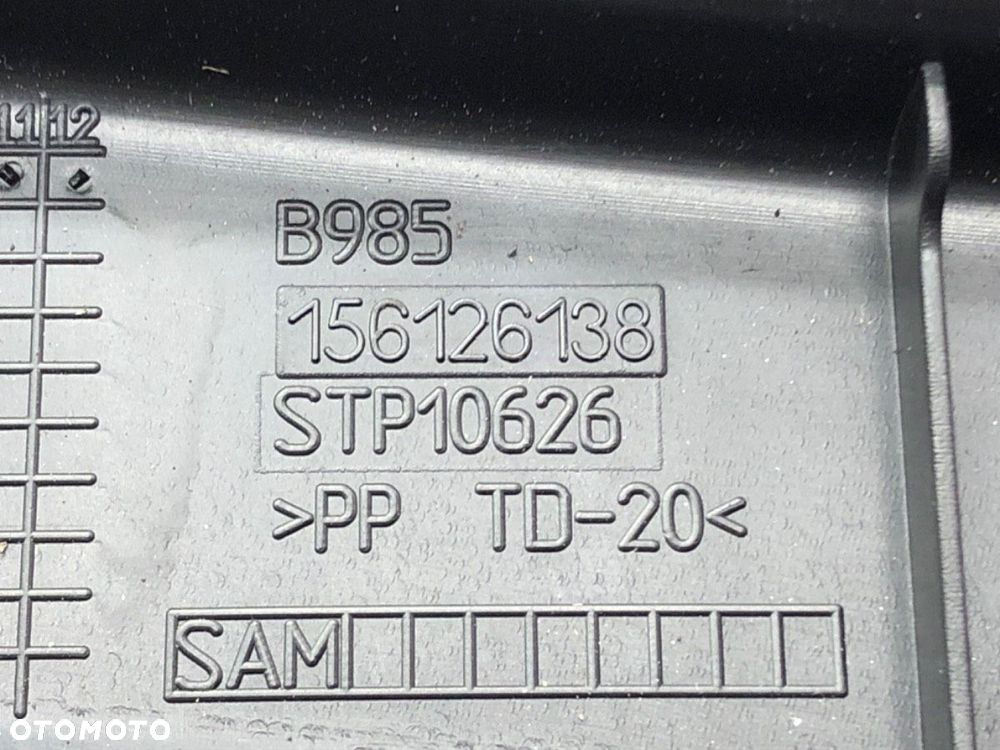 11 12
B985
156126138
STP10626
>PP TD-20<
SAM
OTOMOTO